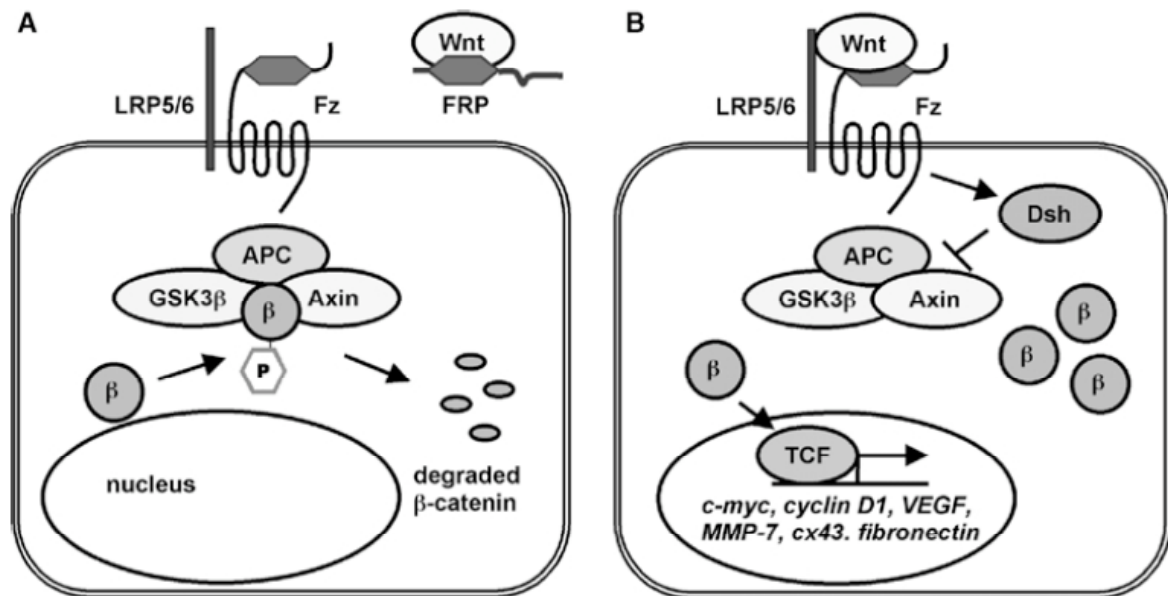 A
Wnt
LRP5/6
Fz
FRP
APC
GSK3β
Axin
β
P
β
nucleus
degraded
β-catenin
B
Wnt
LRP5/6
Fz
Dsh
APC
GSK3β
Axin
β
β
β
β
TCF
c-myc, cyclin D1, VEGF,
MMP-7, cx43. fibronectin